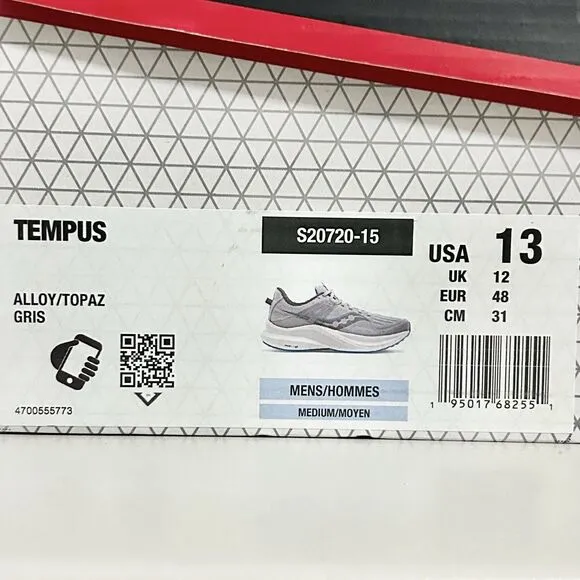 TEMPUS
S20720-15
USA 13
UK 12
EUR 48
CM 31
ALLOY/TOPAZ
GRIS
MENS/HOMMES
MEDIUM/MOYEN
4700555773
1 95017 68255 1